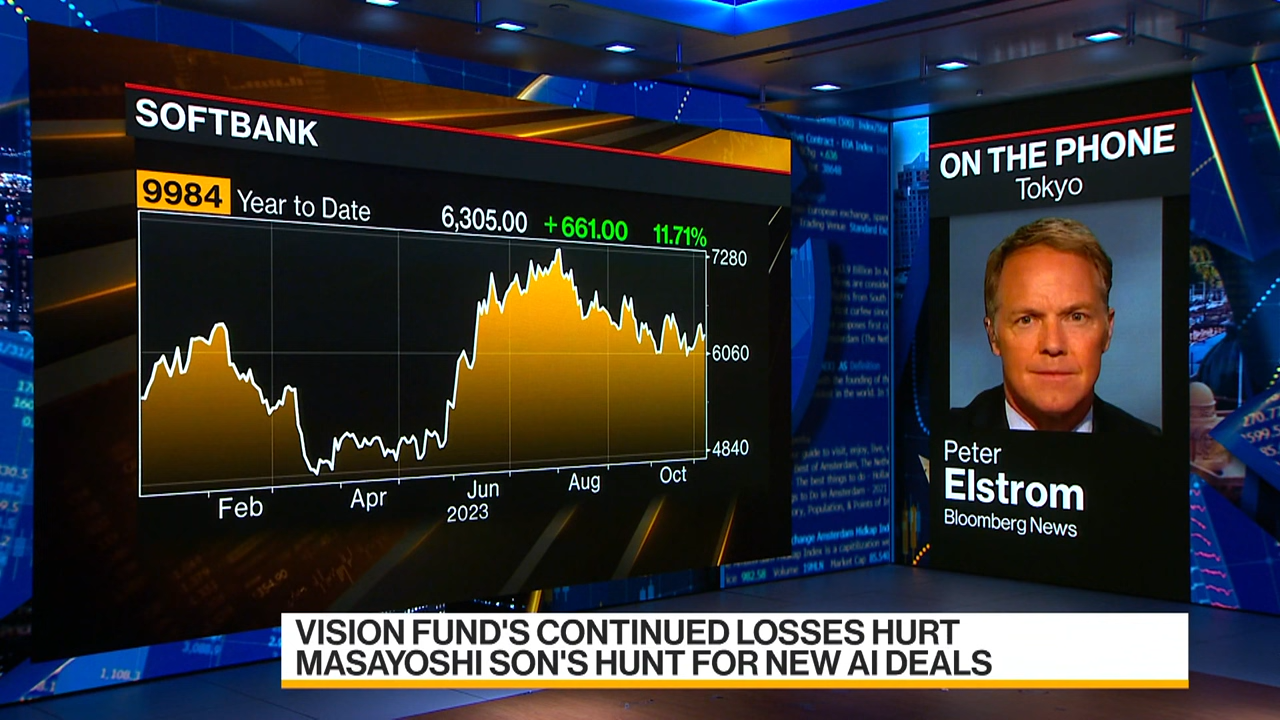 SOFTBANK
9984 Year to Date 6,305.00 +661.00 11.71%
7280
6060
4840
Feb Apr Jun Aug Oct
2023
ON THE PHONE
Tokyo
Peter
Elstrom
Bloomberg News
VISION FUND'S CONTINUED LOSSES HURT
MASAYOSHI SON'S HUNT FOR NEW AI DEALS